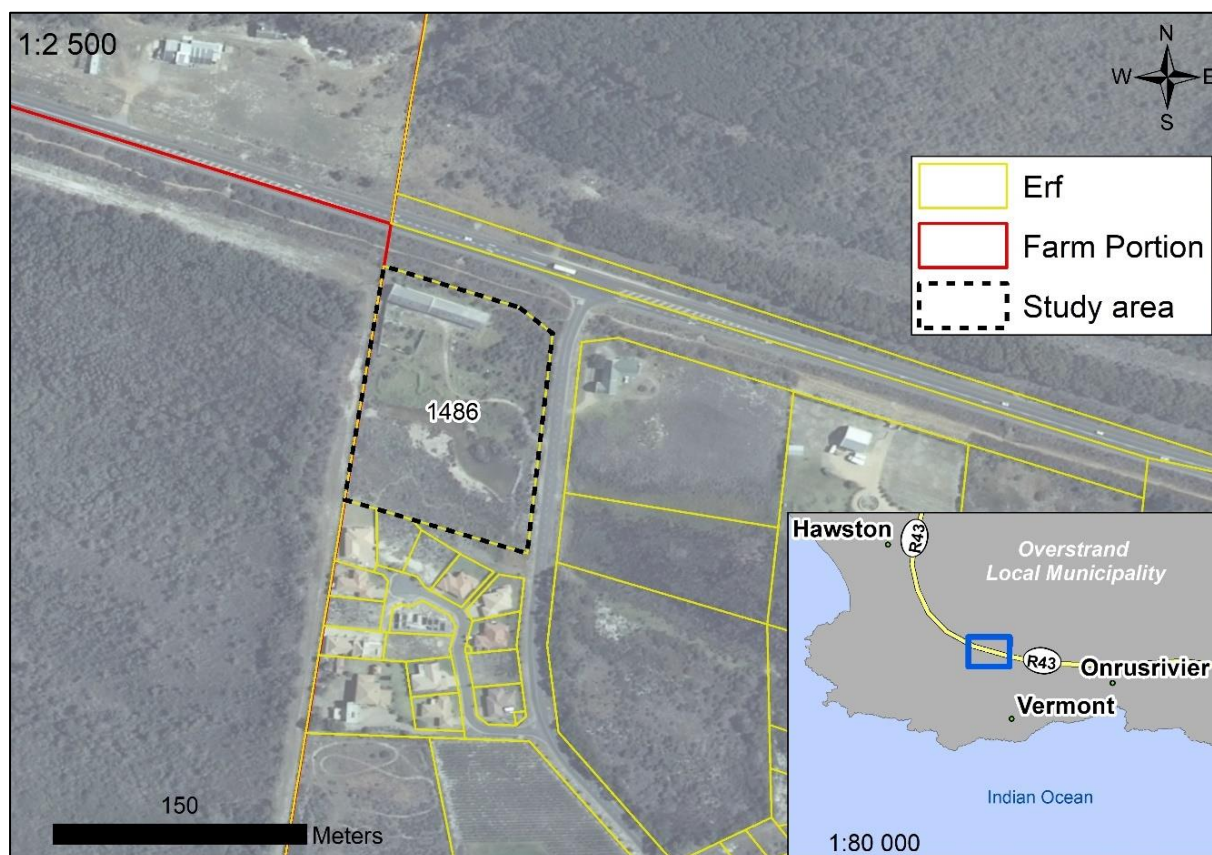 1:2 500
N
W E
S
Erf
Farm Portion
Study area
1486
150
Meters
Hawston
R43
Overstrand
Local Municipality
R43
Onrusrivier
Vermont
Indian Ocean
1:80 000